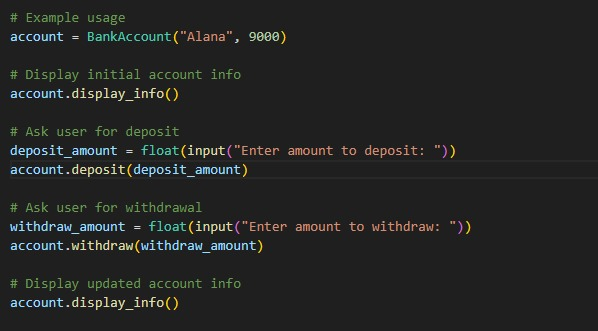 # Example usage
account = BankAccount("Alana", 9000)
# Display initial account info
account.display_info()
# Ask user for deposit
deposit_amount = float(input("Enter amount to deposit: "))
account.deposit(deposit_amount)
# Ask user for withdrawal
withdraw_amount = float(input("Enter amount to withdraw: "))
account.withdraw(withdraw_amount)
# Display updated account info
account.display_info()